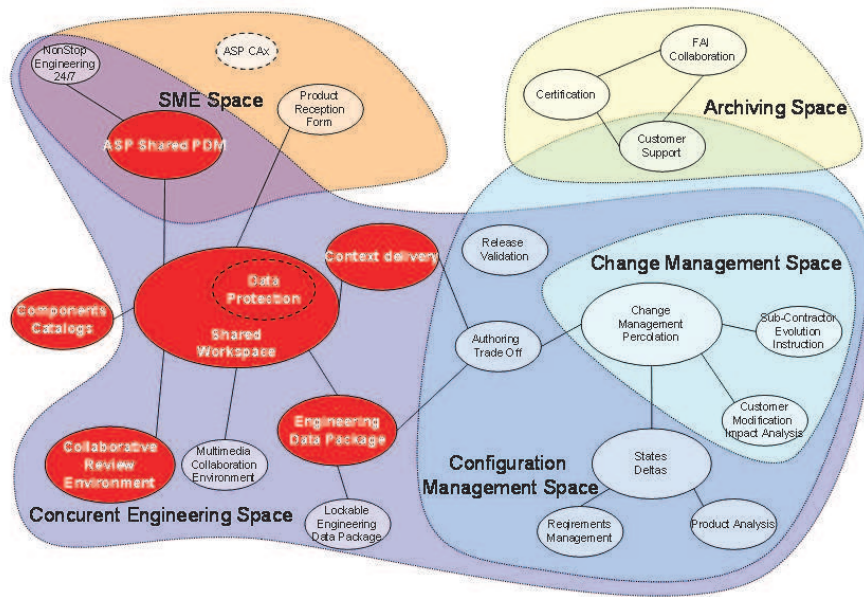 NonStop
Engineering
24/7
ASP CAx
SME Space
Product
Reception
Form
ASP Shared PDM
FAI
Collaboration
Certification
Archiving Space
Customer
Support
Release
Validation
Context delivery
Change Management Space
Data
Protection
Components
Catalogs
Shared
Workspace
Change
Management
Percolation
Sub-Contractor
Evolution
Instruction
Authoring
Trade Off
Engineering
Data Package
Customer
Modification
Impact Analysis
Collaborative
Review
Environment
Multimedia
Collaboration
Environment
Configuration
Management Space
States
Deltas
Concurent Engineering Space
Lockable
Engineering
Data Package
Reqirements
Management
Product Analysis